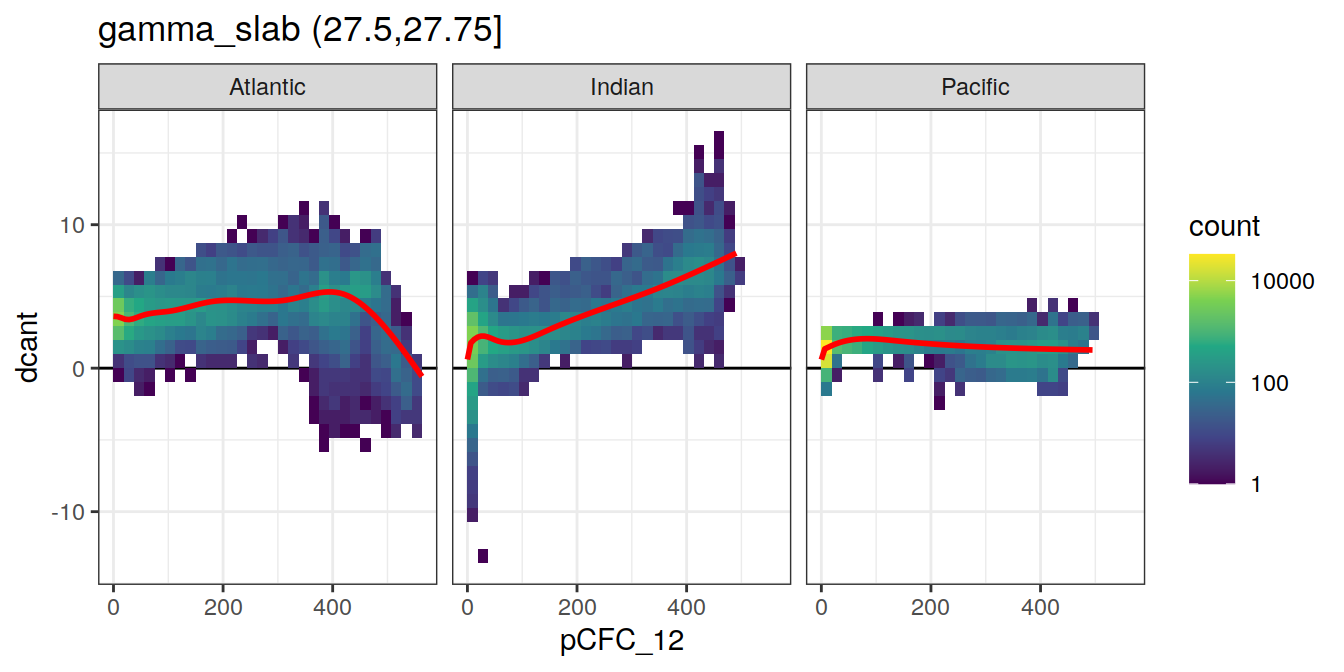 gamma_slab (27.5,27.75]
Atlantic
Indian
Pacific
dcant
10
0
-10
0 200 400
0 200 400
0 200 400
pCFC_12
count
10000
100
1